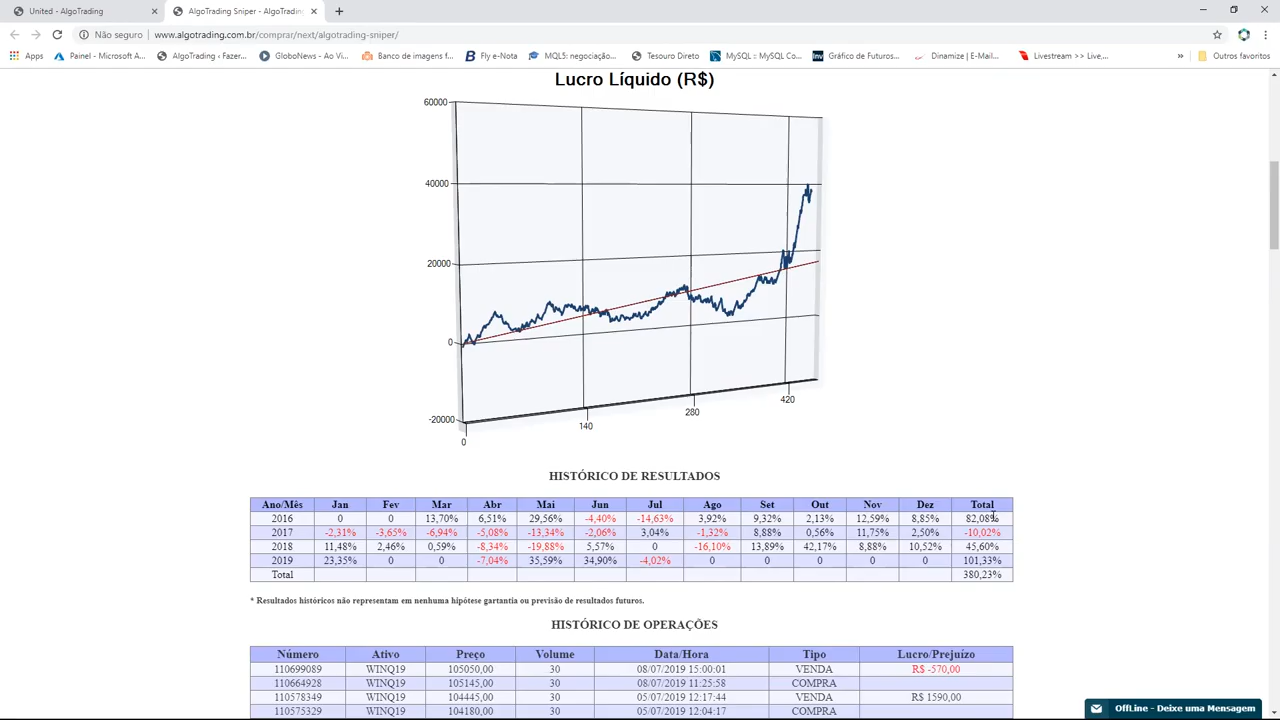 United - AlgoTrading
AlgoTrading Sniper - AlgoTradin
Não seguro
www.algotrading.com.br/comprar/next/algotrading-sniper/
Apps
Painel - Microsoft A...
AlgoTrading ‹ Fazer...
GloboNews - Ao Vi...
Banco de imagens f...
Fly e-Nota
MQL5: negociação...
Tesouro Direto
MySQL :: MySQL Co...
Gráfico de Futuros...
Dinamize | E-Mail...
Livestream >> Live,...
»
Outros favoritos
Lucro Líquido (R$)
60000
40000
20000
0
-20000
0
140
280
420
HISTÓRICO DE RESULTADOS
Ano/Mês Jan Fev Mar Abr Mai Jun Jul Ago Set Out Nov Dez Total
2016 0 0 13,70% 6,51% 29,56% -4,40% -14,63% 3,92% 9,32% 2,13% 12,59% 8,85% 82,08%
2017 -2,31% -3,65% -6,94% -5,08% -13,34% -2,06% 3,04% -1,32% 8,88% 0,56% 11,75% 2,50% -10,02%
2018 11,48% 2,46% 0,59% -8,34% -19,88% 5,57% 0 -16,10% 13,89% 42,17% 8,88% 10,52% 45,60%
2019 23,35% 0 0 -7,04% 35,59% 34,90% -4,02% 0 0 0 0 0 101,33%
Total 380,23%
* Resultados históricos não representam em nenhuma hipótese gartantia ou previsão de resultados futuros.
HISTÓRICO DE OPERAÇÕES
Número Ativo Preço Volume Data/Hora Tipo Lucro/Prejuízo
110699089 WINQ19 105050,00 30 08/07/2019 15:00:01 VENDA R$ -570,00
110664928 WINQ19 105145,00 30 08/07/2019 11:25:58 COMPRA
110578349 WINQ19 104445,00 30 05/07/2019 12:17:44 VENDA R$ 1590,00
110575329 WINQ19 104180,00 30 05/07/2019 12:04:17 COMPRA
OffLine - Deixe uma Mensagem